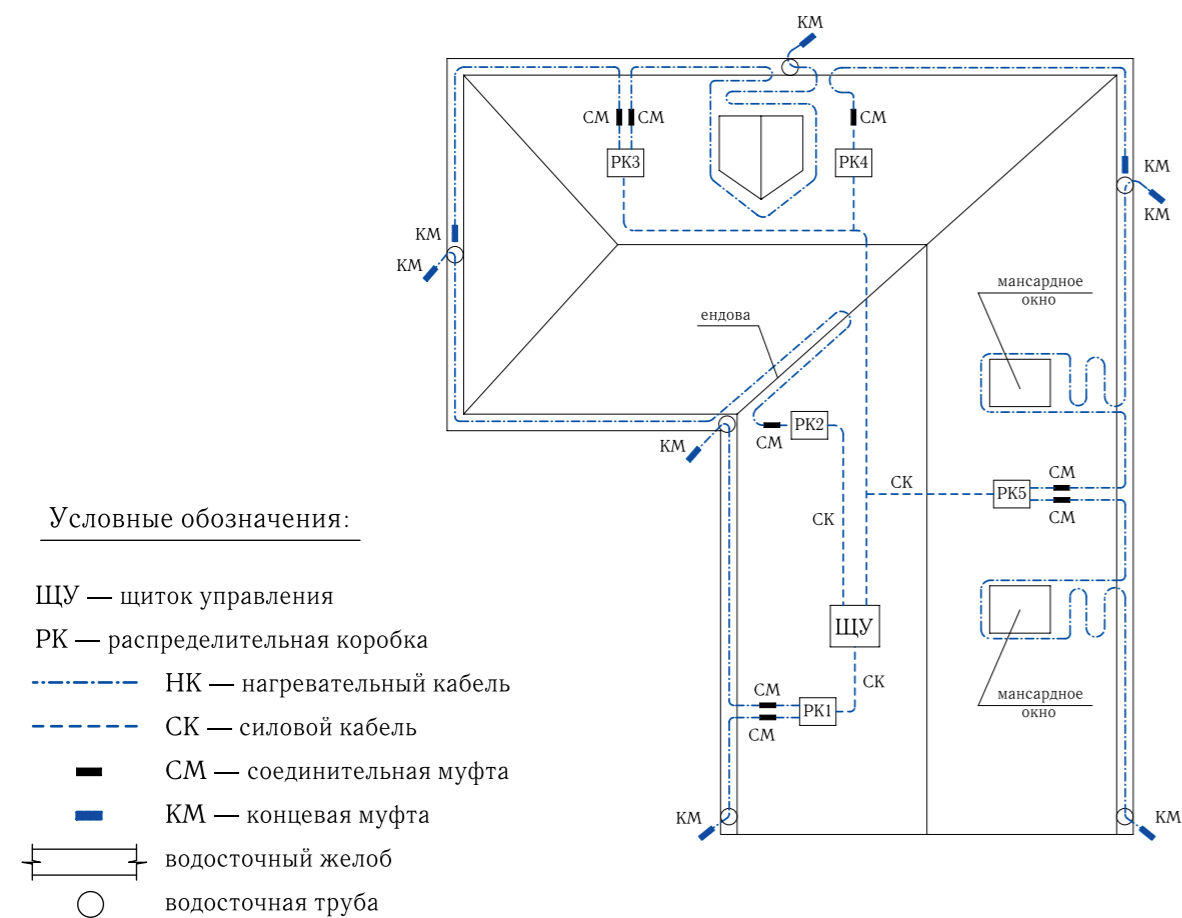 КМ
СМ
СМ
СМ
РК3
РК4
КМ
КМ
КМ
КМ
мансардное
окно
ендова
РК2
СМ
КМ
СК
СМ
РК5
СМ
СК
Условные обозначения:
ЩУ — щиток управления
РК — распределительная коробка
НК — нагревательный кабель
СК — силовой кабель
СМ — соединительная муфта
КМ — концевая муфта
водосточный желоб
водосточная труба
ЩУ
СК
СМ
РК1
СМ
мансардное
окно
КМ
КМ